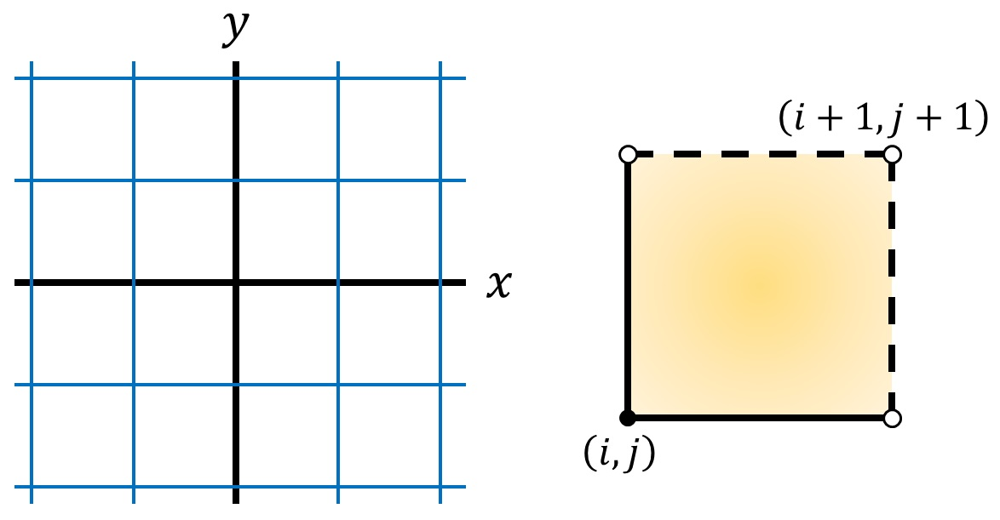 y
x
(i + 1, j + 1)
(i, j)